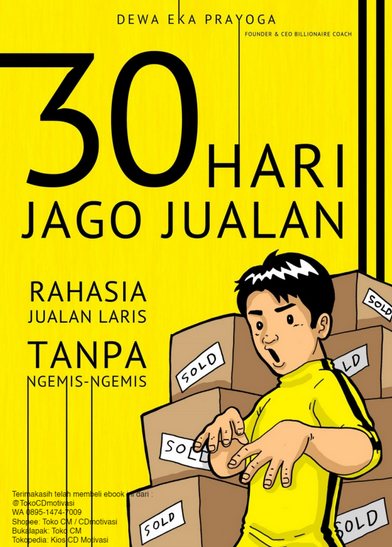 DEWA EKA PRAYOGA
FOUNDER & CEO BILLIONAIRE COACH
30 HARI
JAGO JUALAN
RAHASIA
JUALAN LARIS
TANPA
NGEMIS-NGEMIS
SOLD
SOLD
SOLD
SOLD
SOLD
SOLD
Terimakasih telah membeli ebook ini dari :
@TokoCDmotivasi
WA 0895-1474-7009
Shopee: Toko CM / CDmotivasi
Bukalapak: Toko CM
Tokopedia: Kios CD Motivasi